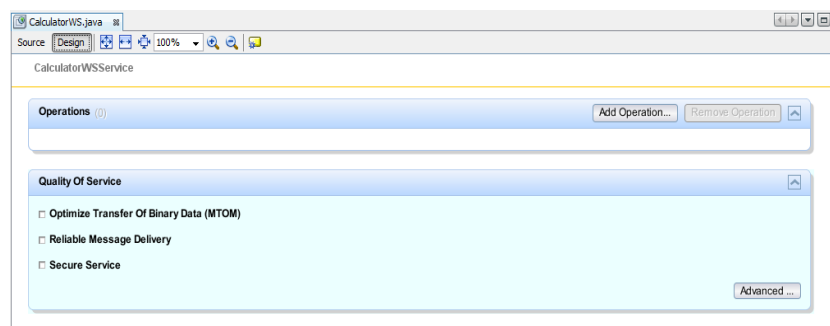 CalculatorWS.java
Source Design 100%
CalculatorWSService
Operations (0) Add Operation... Remove Operation
Quality Of Service
Optimize Transfer Of Binary Data (MTOM)
Reliable Message Delivery
Secure Service
Advanced ...